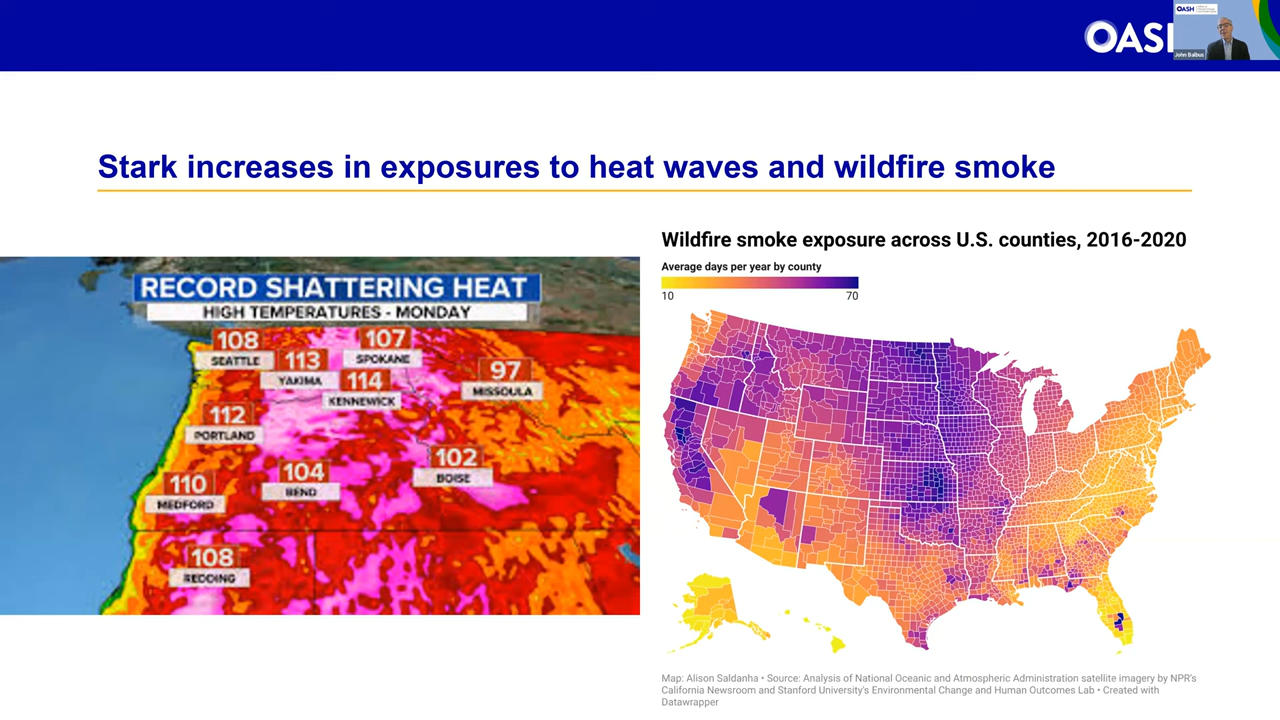 OASH
John Balbus
Stark increases in exposures to heat waves and wildfire smoke
RECORD SHATTERING HEAT
HIGH TEMPERATURES - MONDAY
108
SEATTLE
107
SPOKANE
113
YAKIMA
114
KENNEWICK
97
MISSOULA
112
PORTLAND
110
MEDFORD
104
BEND
102
BOISE
108
REDDING
Wildfire smoke exposure across U.S. counties, 2016-2020
Average days per year by county
10 70
Map: Alison Saldanha • Source: Analysis of National Oceanic and Atmospheric Administration satellite imagery by NPR's
California Newsroom and Stanford University's Environmental Change and Human Outcomes Lab • Created with
Datawrapper